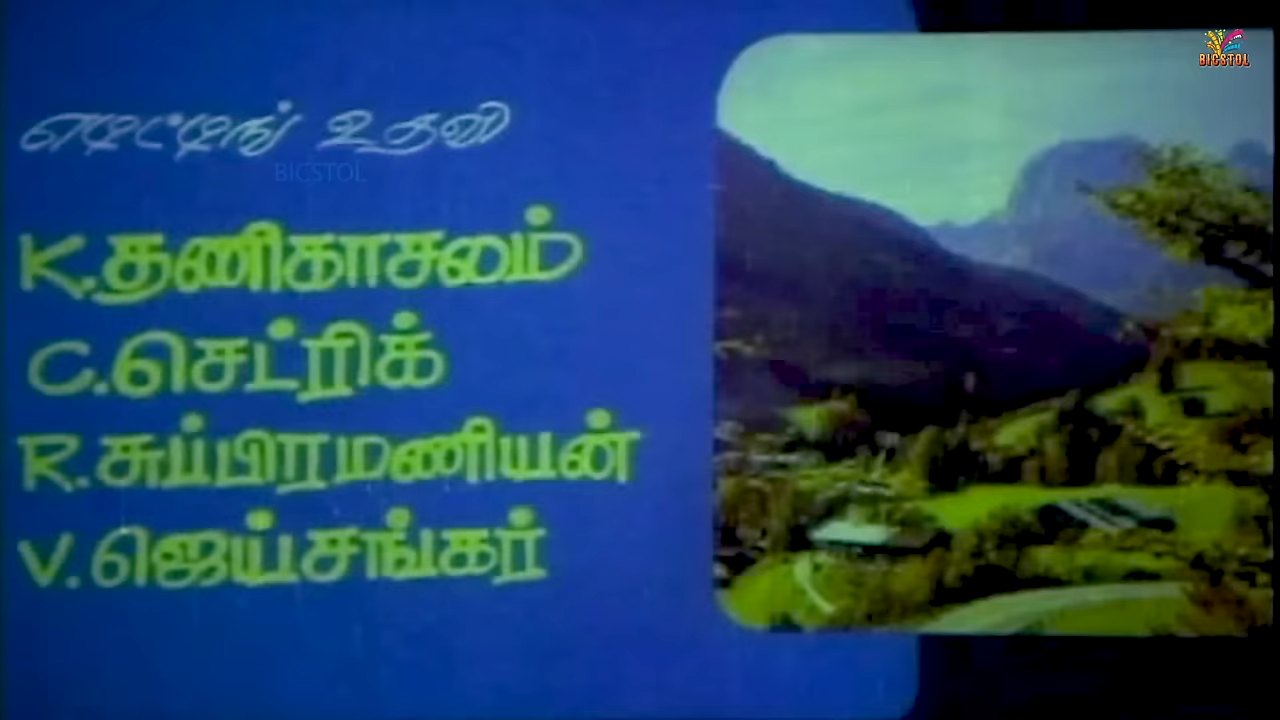 BICSTOL
எடிட்டிங் உதவி
BICSTOL
K.தணிகாசலம்
C.செட்ரிக்
R.சுப்பிரமணியன்
V.ஜெய்சங்கர்